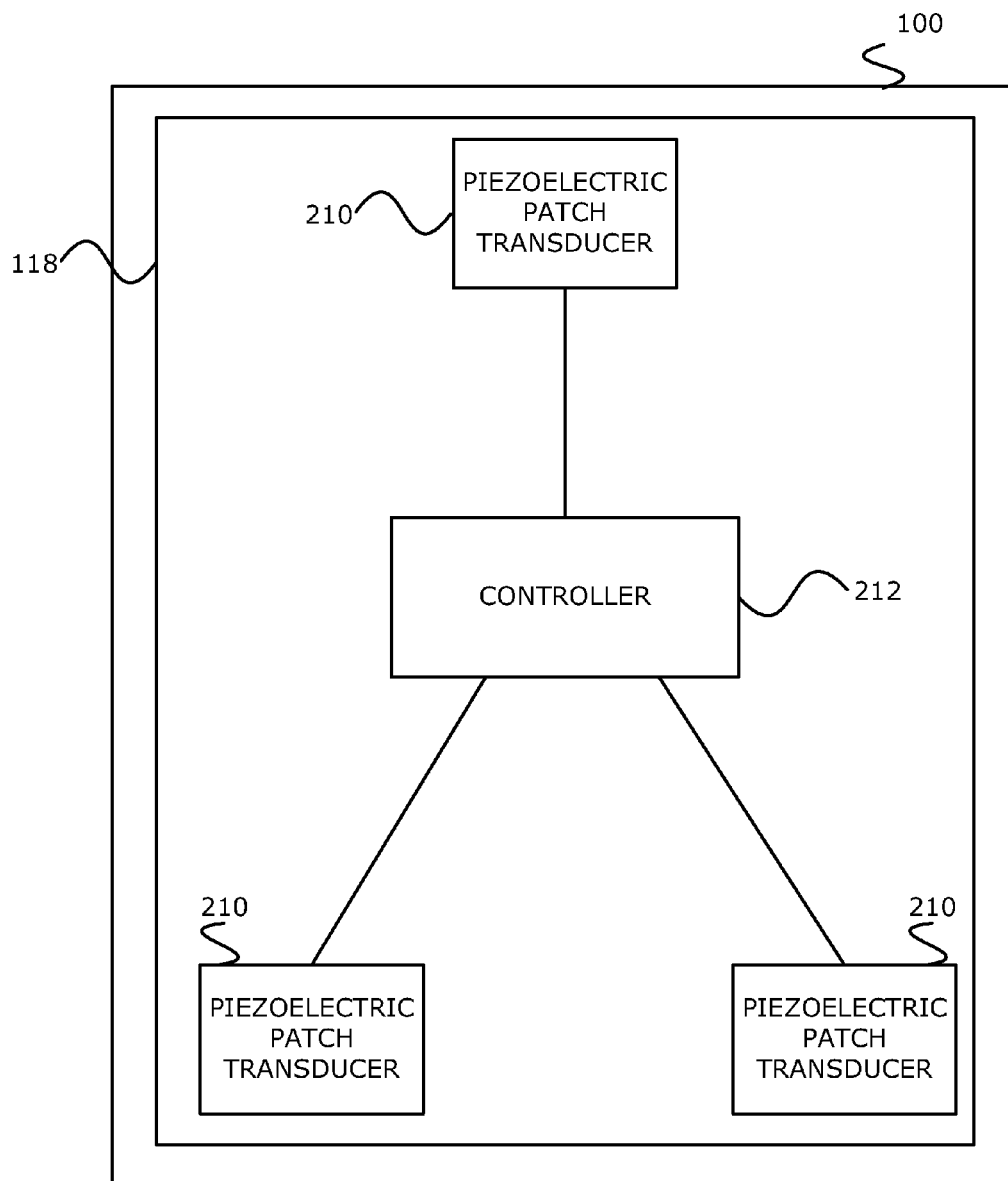 100
PIEZOELECTRIC
PATCH
TRANSDUCER
210
118
CONTROLLER
212
210
210
PIEZOELECTRIC
PATCH
TRANSDUCER
PIEZOELECTRIC
PATCH
TRANSDUCER